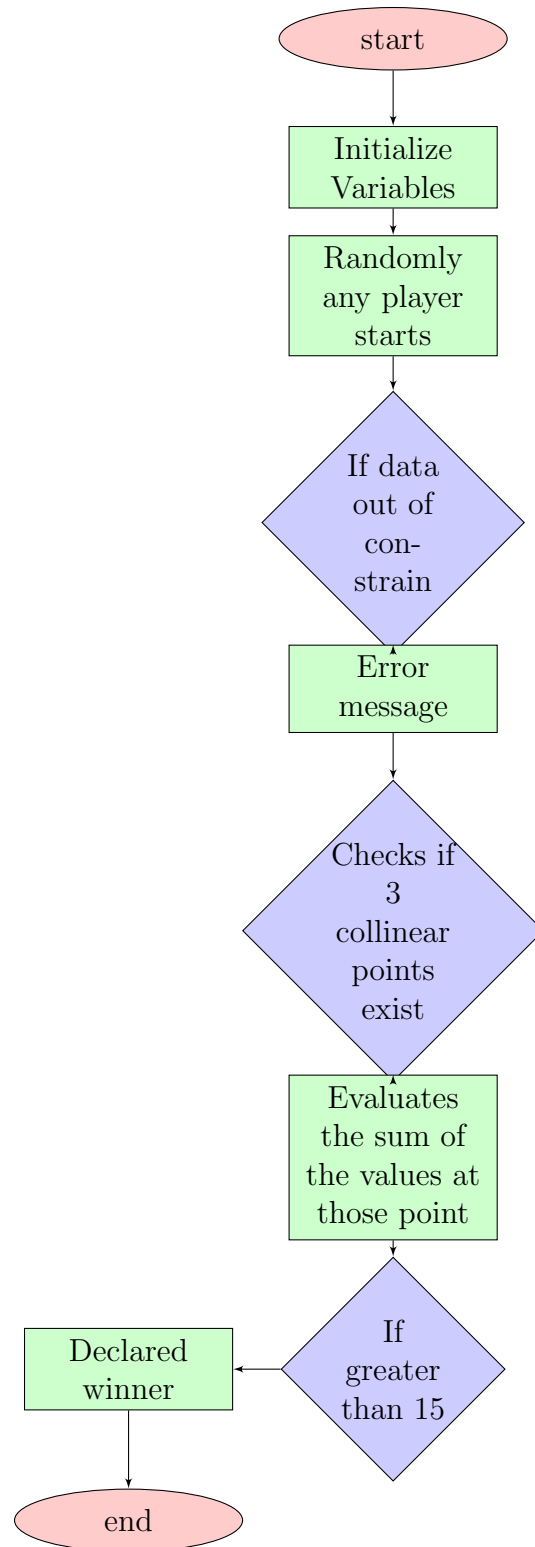 start
Initialize
Variables
Randomly
any player
starts
If data
out of
con-
strain
Error
message
Checks if
3
collinear
points
exist
Evaluates
the sum of
the values at
those point
If
greater
than 15
Declared
winner
end